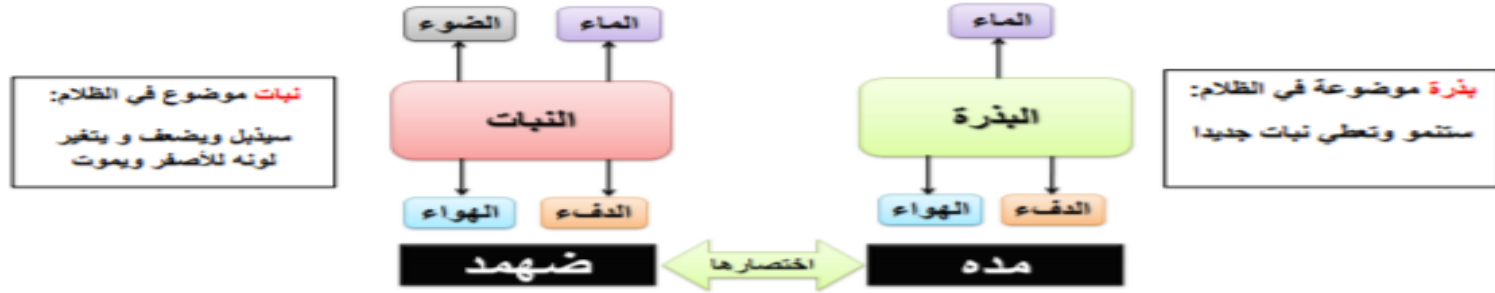 الماء
البذرة
الدفء
الهواء
مده
بذرة موضوعة في الظلام:
ستنمو وتعطي نبات جديدا
اختصارها
الماء
الضوء
النبات
الدفء
الهواء
ضهمد
نبات موضوع في الظلام:
سيذبل ويضعف و يتغير
لونه للأصفر ويموت